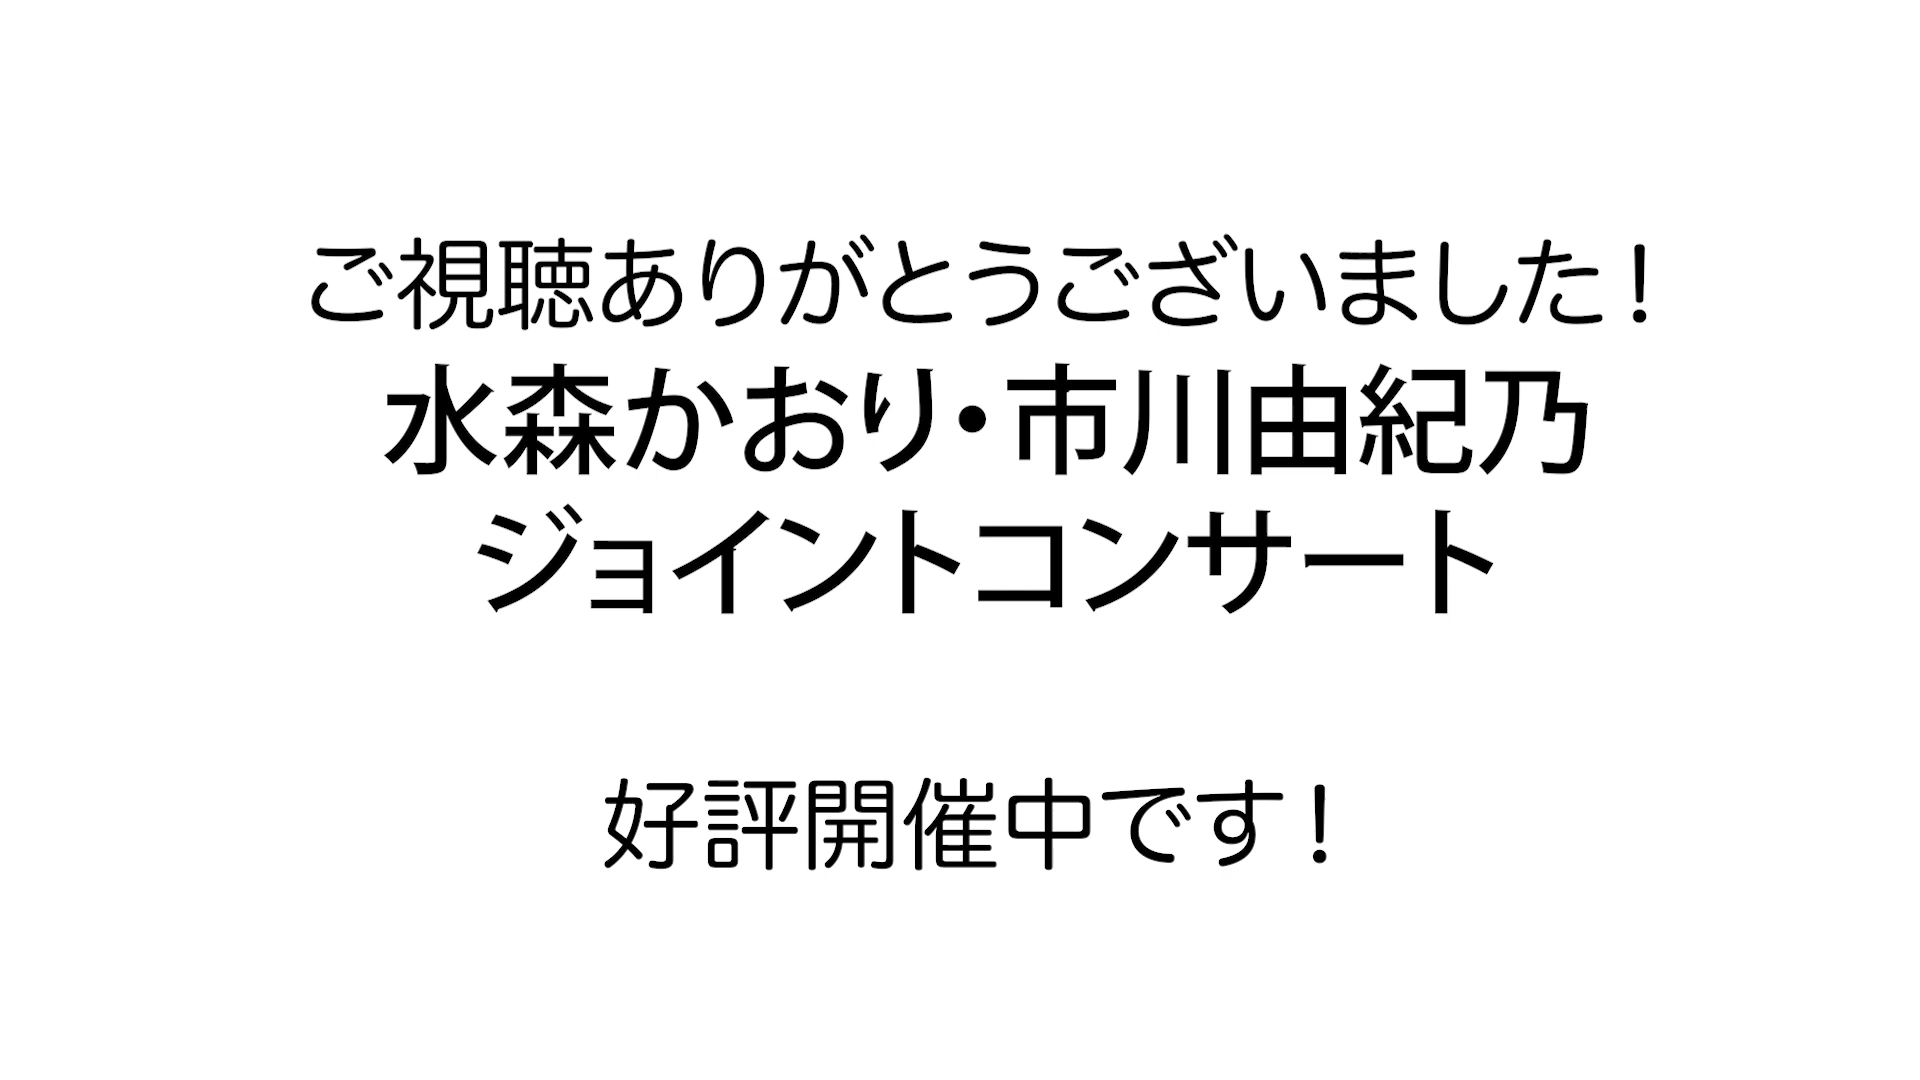 ご視聴ありがとうございました！
水森かおり・市川由紀乃
ジョイントコンサート
好評開催中です！